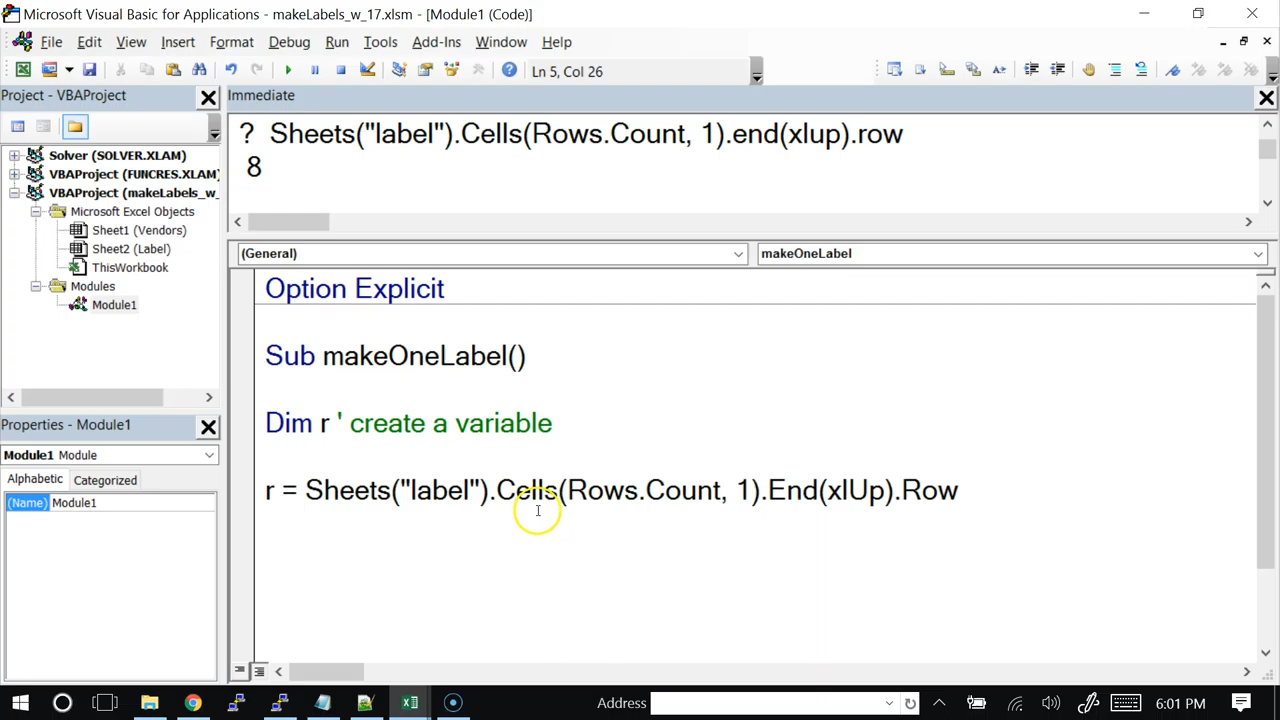 Microsoft Visual Basic for Applications - makeLabels_w_17.xlsm - [Module1 (Code)]
File Edit View Insert Format Debug Run Tools Add-Ins Window Help
Ln 5, Col 26
Project - VBAProject
Immediate
? Sheets("label").Cells(Rows.Count, 1).end(xlup).row
8
Solver (SOLVER.XLAM)
VBAProject (FUNCRES.XLAM)
VBAProject (makeLabels_w_
Microsoft Excel Objects
Sheet1 (Vendors)
Sheet2 (Label)
ThisWorkbook
Modules
Module1
(General)
makeOneLabel
Option Explicit
Sub makeOneLabel()
Dim r ' create a variable
r = Sheets("label").Cells(Rows.Count, 1).End(xlUp).Row
Properties - Module1
Module1 Module
Alphabetic Categorized
(Name) Module1
Address
6:01 PM